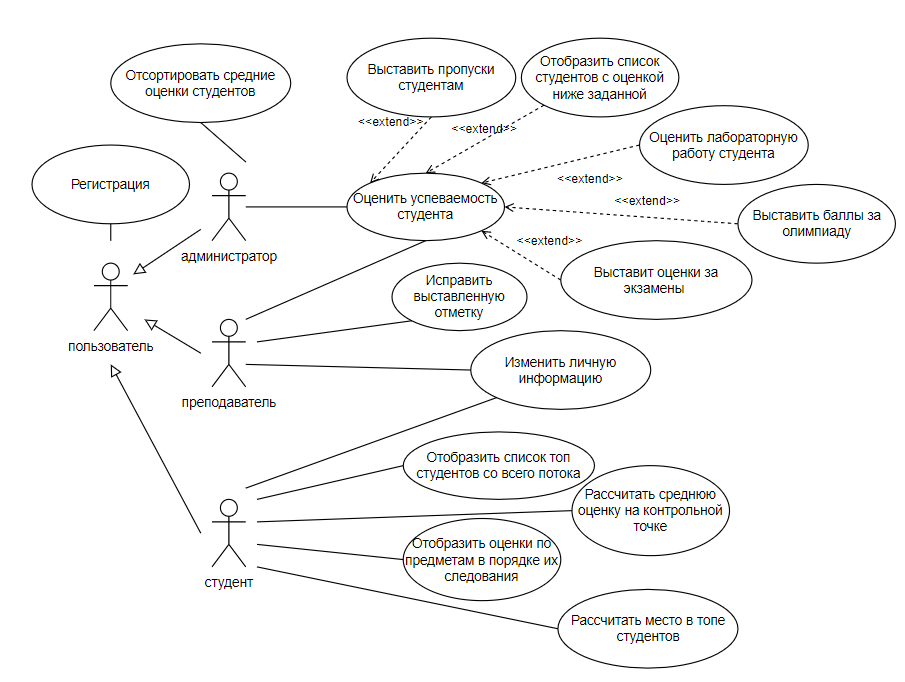 Отсортировать средние
оценки студентов
Выставить пропуски
студентам
Отобразить список
студентов с оценкой
ниже заданной
<<extend>>
<<extend>>
Оценить лабораторную
работу студента
Регистрация
<<extend>>
Оценить успеваемость
студента
<<extend>>
Выставить баллы за
олимпиаду
администратор
<<extend>>
Выставит оценки за
экзамены
Исправить
выставленную
отметку
пользователь
преподаватель
Изменить личную
информацию
Отобразить список топ
студентов со всего потока
Рассчитать среднюю
оценку на контрольной
точке
Отобразить оценки по
предметам в порядке их
следования
студент
Рассчитать место в топе
студентов